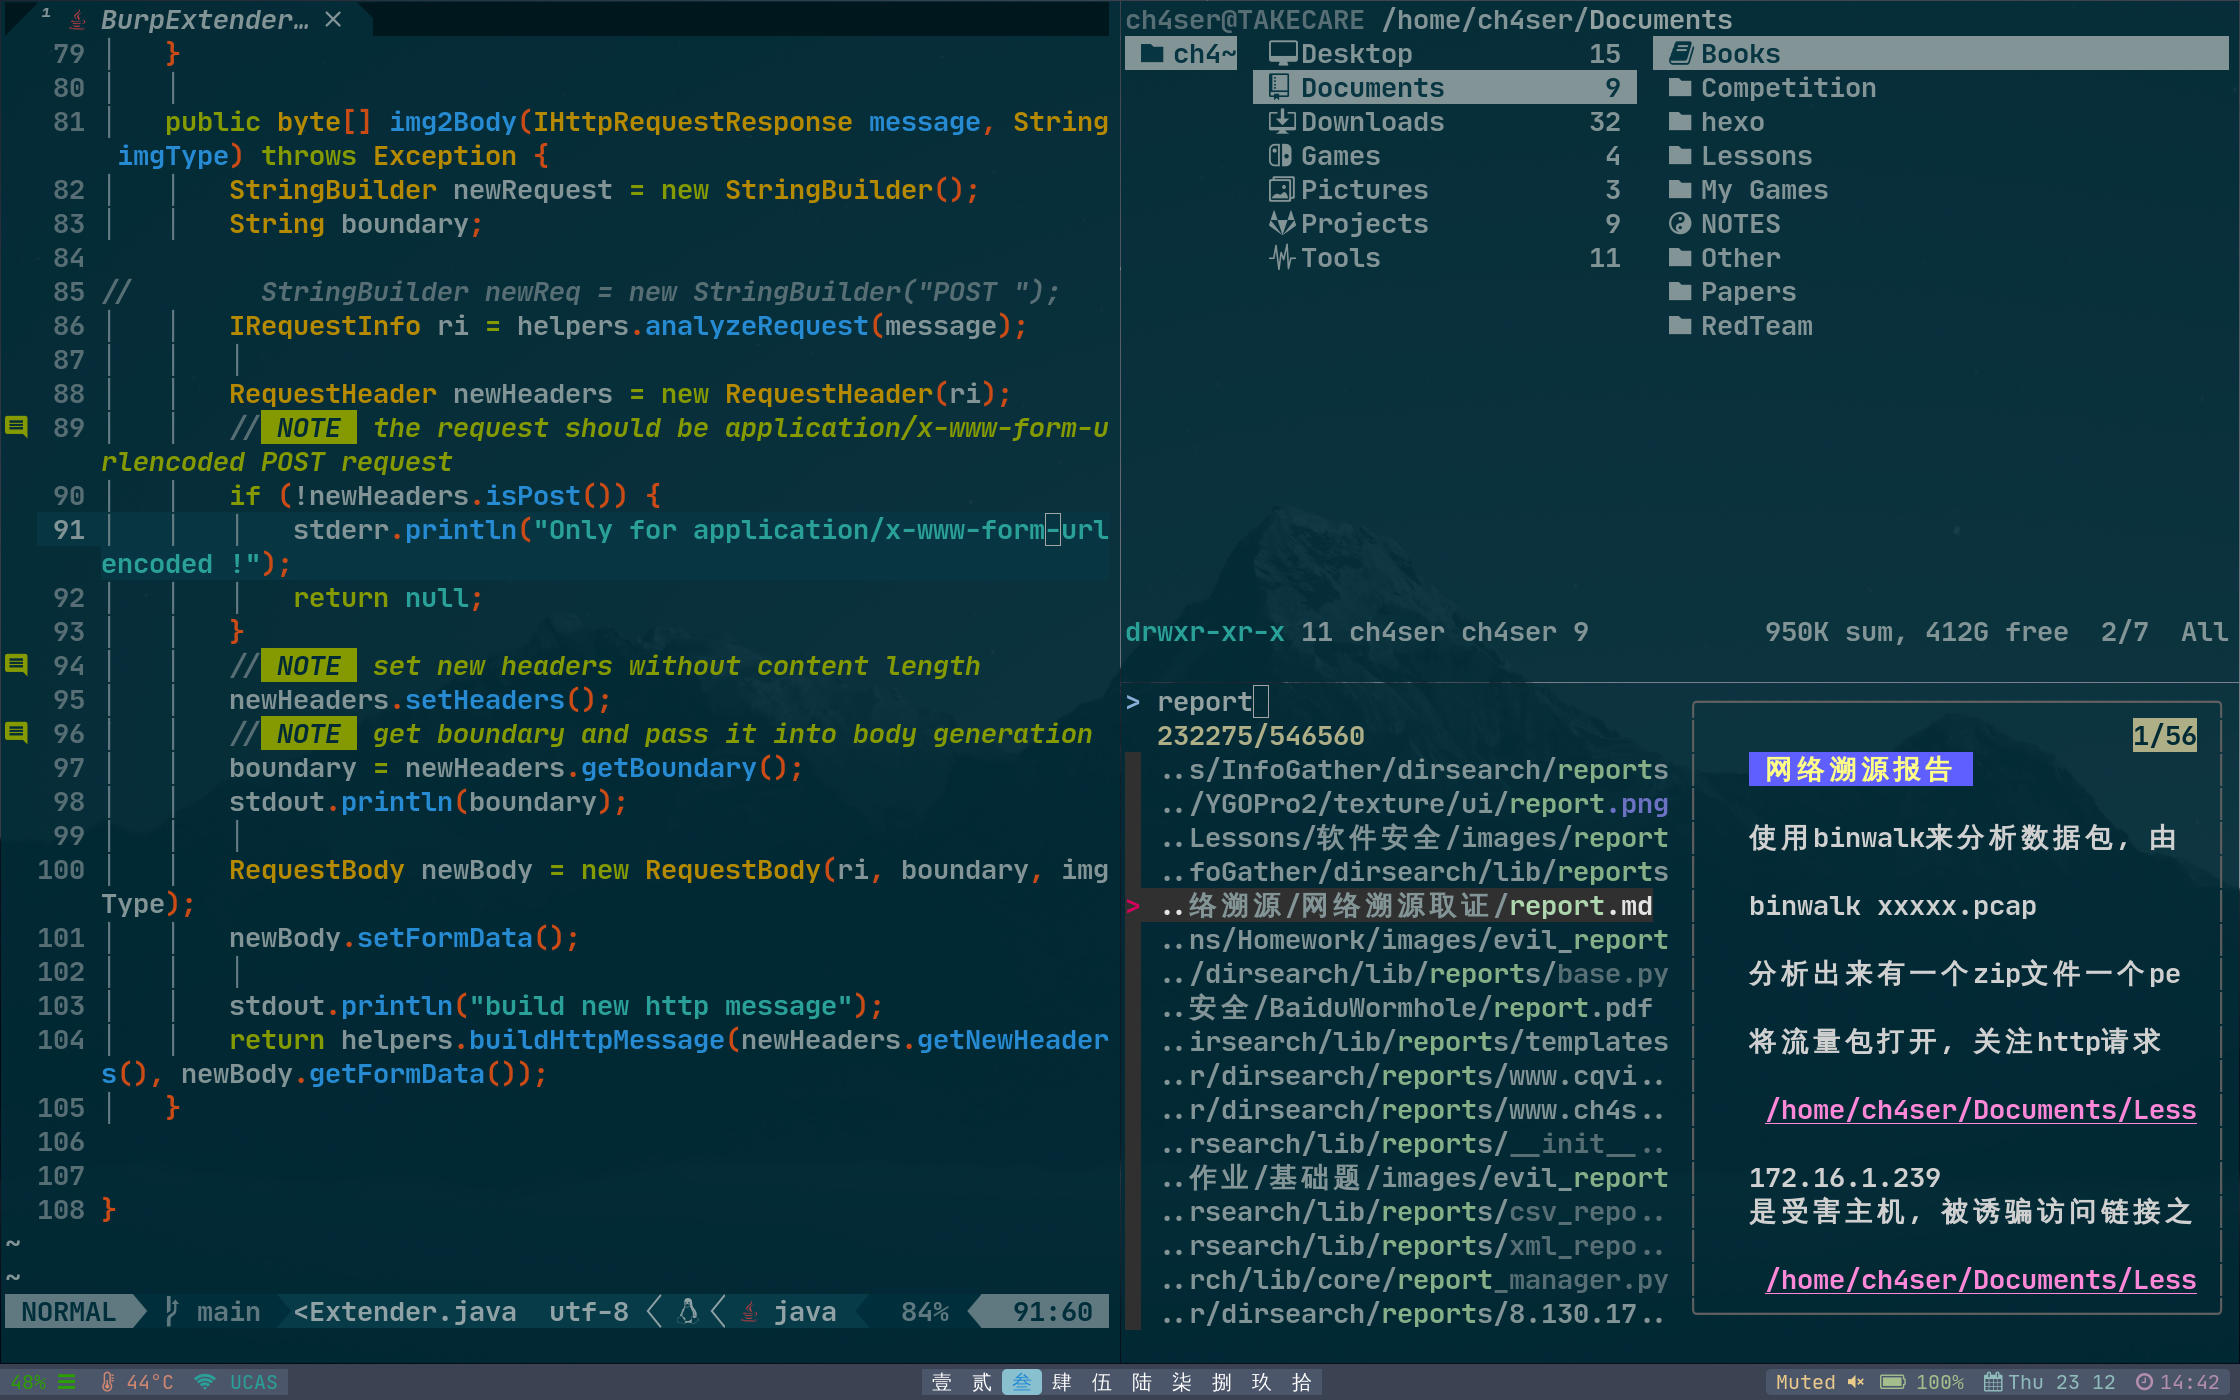 1 BurpExtender… ×
79 }
80
81 public byte[] img2Body(IHttpRequestResponse message, String
imgType) throws Exception {
82 StringBuilder newRequest = new StringBuilder();
83 String boundary;
84
85 // StringBuilder newReq = new StringBuilder("POST ");
86 IRequestInfo ri = helpers.analyzeRequest(message);
87
88 RequestHeader newHeaders = new RequestHeader(ri);
89 // NOTE the request should be application/x-www-form-u
rlencoded POST request
90 if (!newHeaders.isPost()) {
91 stderr.println("Only for application/x-www-form-url
encoded !");
92 return null;
93 }
94 // NOTE set new headers without content length
95 newHeaders.setHeaders();
96 // NOTE get boundary and pass it into body generation
97 boundary = newHeaders.getBoundary();
98 stdout.println(boundary);
99
100 RequestBody newBody = new RequestBody(ri, boundary, img
Type);
101 newBody.setFormData();
102
103 stdout.println("build new http message");
104 return helpers.buildHttpMessage(newHeaders.getNewHeader
s(), newBody.getFormData());
105 }
106
107
108 }
~
~
NORMAL main <Extender.java utf-8 java 84% 91:60
ch4ser@TAKECARE /home/ch4ser/Documents
ch4~ Desktop 15 Books
Documents 9 Competition
Downloads 32 hexo
Games 4 Lessons
Pictures 3 My Games
Projects 9 NOTES
Tools 11 Other
Papers
RedTeam
drwxr-xr-x 11 ch4ser ch4ser 9 950K sum, 412G free 2/7 All
> report
232275/546560
..s/InfoGather/dirsearch/reports
../YGOPro2/texture/ui/report.png
..Lessons/软件安全/images/report
..foGather/dirsearch/lib/reports
> ..络溯源/网络溯源取证/report.md
..ns/Homework/images/evil_report
../dirsearch/lib/reports/base.py
..安全/BaiduWormhole/report.pdf
..irsearch/lib/reports/templates
..r/dirsearch/reports/www.cqvi..
..r/dirsearch/reports/www.ch4s..
..rsearch/lib/reports/__init__..
..作业/基础题/images/evil_report
..rsearch/lib/reports/csv_repo..
..rsearch/lib/reports/xml_repo..
..rch/lib/core/report_manager.py
..r/dirsearch/reports/8.130.17..
1/56
网络溯源报告
使用binwalk来分析数据包, 由
binwalk xxxxx.pcap
分析出来有一个zip文件一个pe
将流量包打开, 关注http请求
/home/ch4ser/Documents/Less
172.16.1.239
是受害主机, 被诱骗访问链接之
/home/ch4ser/Documents/Less
48% 44°C UCAS 壹 贰 叁 肆 伍 陆 柒 捌 玖 拾 Muted 100% Thu 23 12 14:42